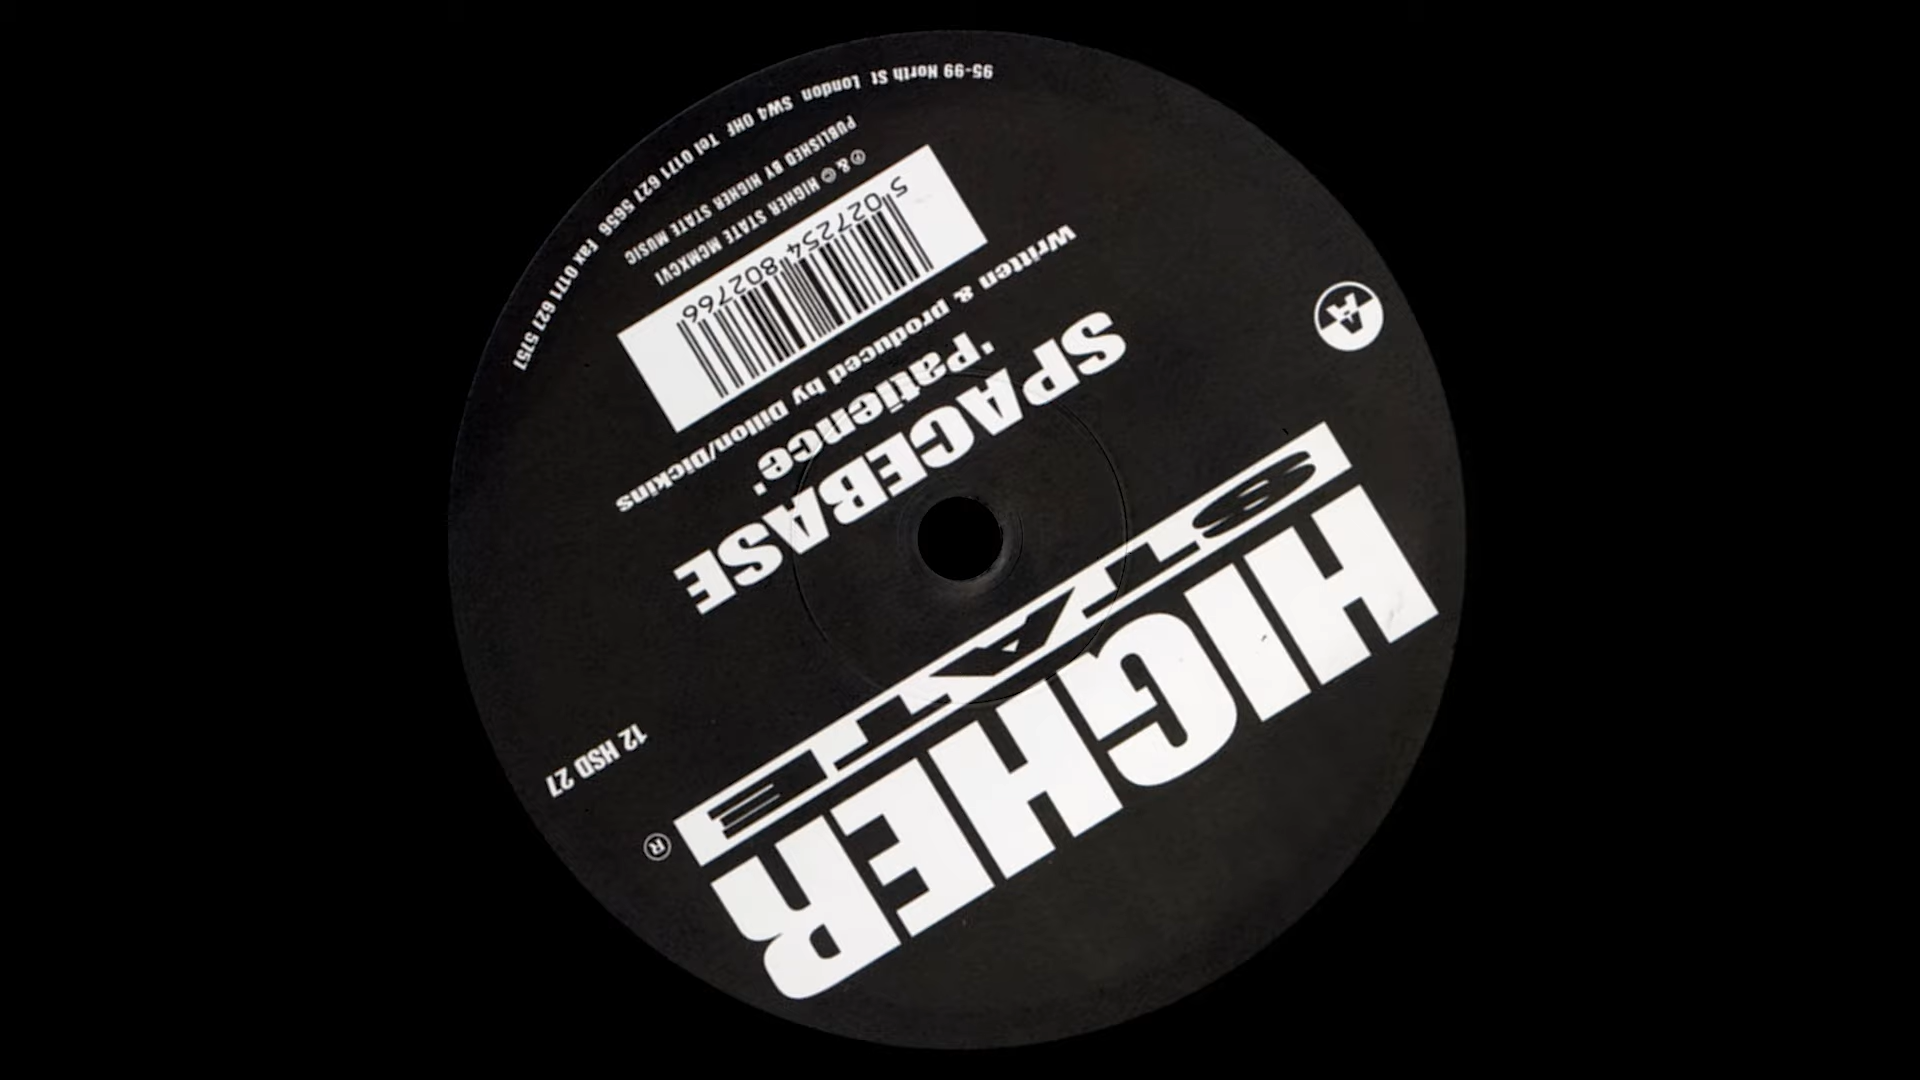 HIGHER
STATE
®
A
12 HSD 27
SPACEBASE
'Patience'
Written & produced by Dillon/Dickins
5 027254 802766
℗ & © HIGHER STATE MCMXCVI
PUBLISHED BY HIGHER STATE MUSIC
95-99 North St London SW4 0HF Tel 0171 627 5656 Fax 0171 627 5757